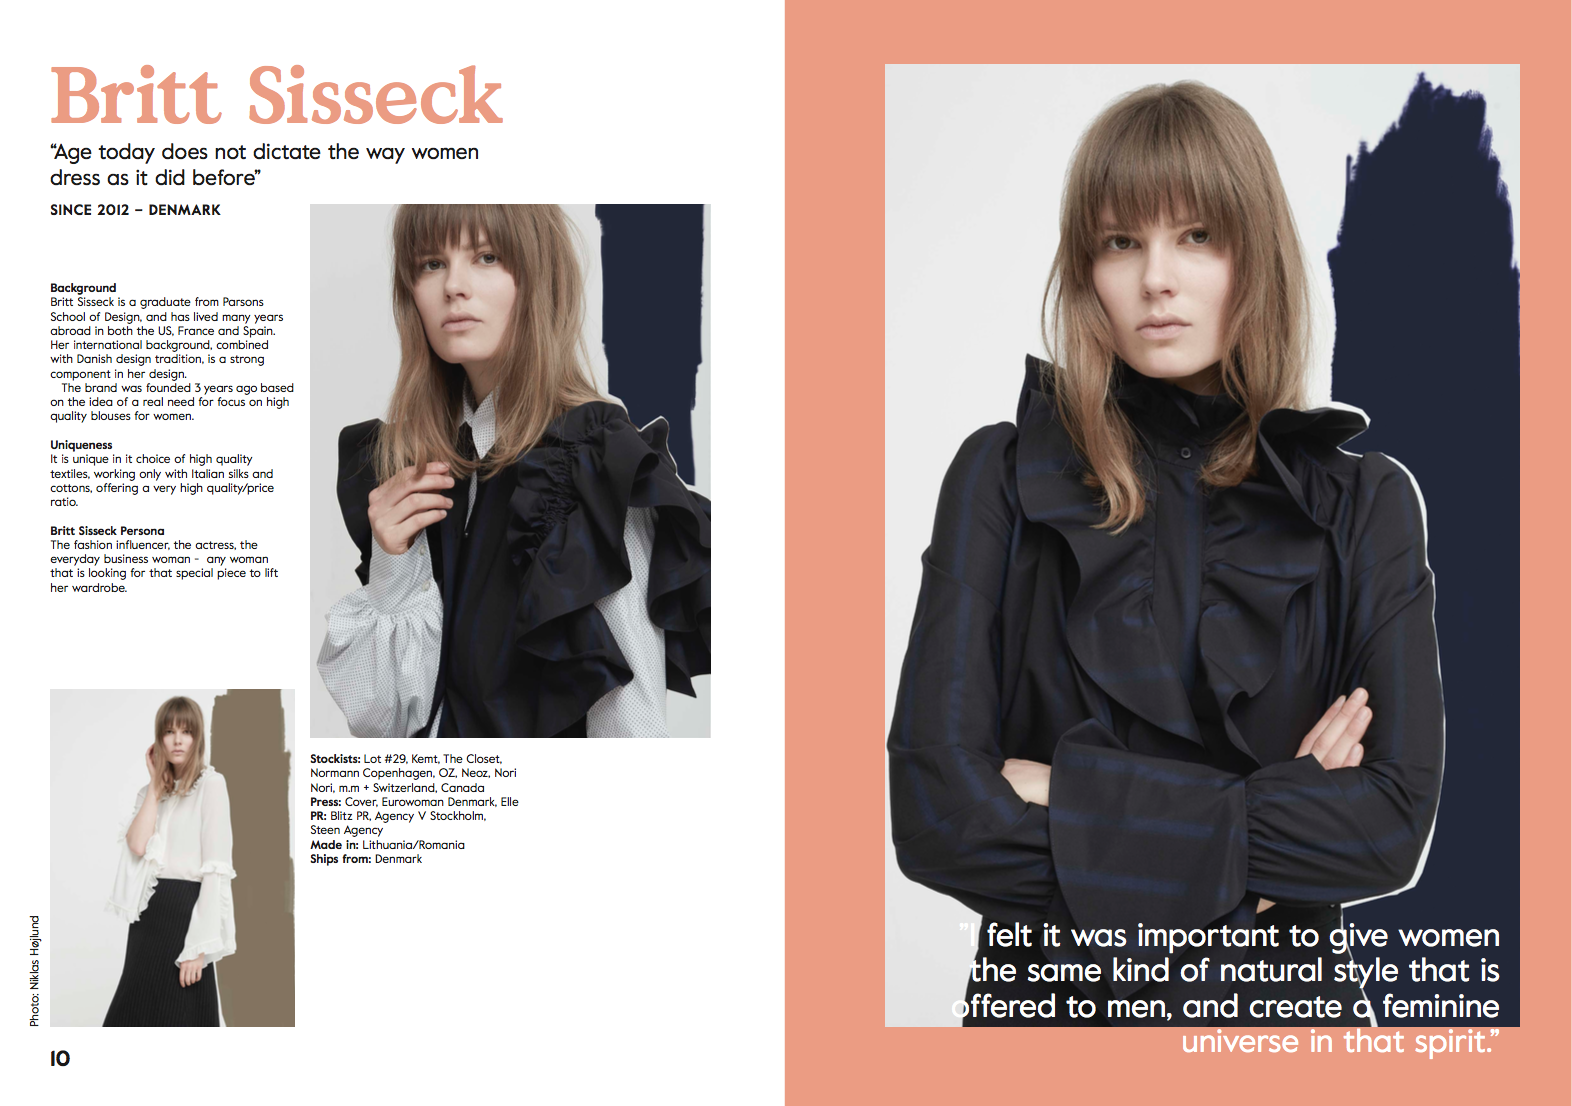 Britt Sisseck
“Age today does not dictate the way women
dress as it did before”
SINCE 2012 – DENMARK
Background
Britt Sisseck is a graduate from Parsons
School of Design, and has lived many years
abroad in both the US, France and Spain.
Her international background, combined
with Danish design tradition, is a strong
component in her design.
The brand was founded 3 years ago based
on the idea of a real need for focus on high
quality blouses for women.
Uniqueness
It is unique in it choice of high quality
textiles, working only with Italian silks and
cottons, offering a very high quality/price
ratio.
Britt Sisseck Persona
The fashion influencer, the actress, the
everyday business woman -  any woman
that is looking for that special piece to lift
her wardrobe.
Stockists: Lot #29, Kemt, The Closet,
Normann Copenhagen, OZ, Neoz, Nori
Nori, m.m + Switzerland, Canada
Press: Cover, Eurowoman Denmark, Elle
PR: Blitz PR, Agency V Stockholm,
Steen Agency
Made in: Lithuania/Romania
Ships from: Denmark
Photo: Niklas Højlund
10
”I felt it was important to give women
the same kind of natural style that is
offered to men, and create a feminine
universe in that spirit.”